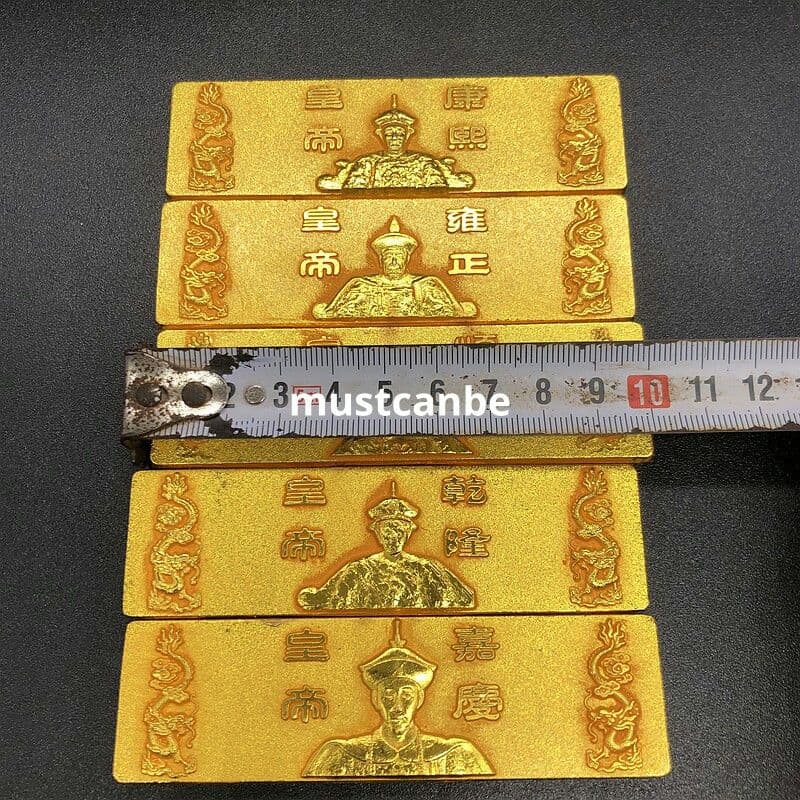 康熙
皇帝
雍正
皇帝
2 3 4 5 6 7 8 9 10 11 12
mustcanbe
乾隆
皇帝
嘉慶
皇帝